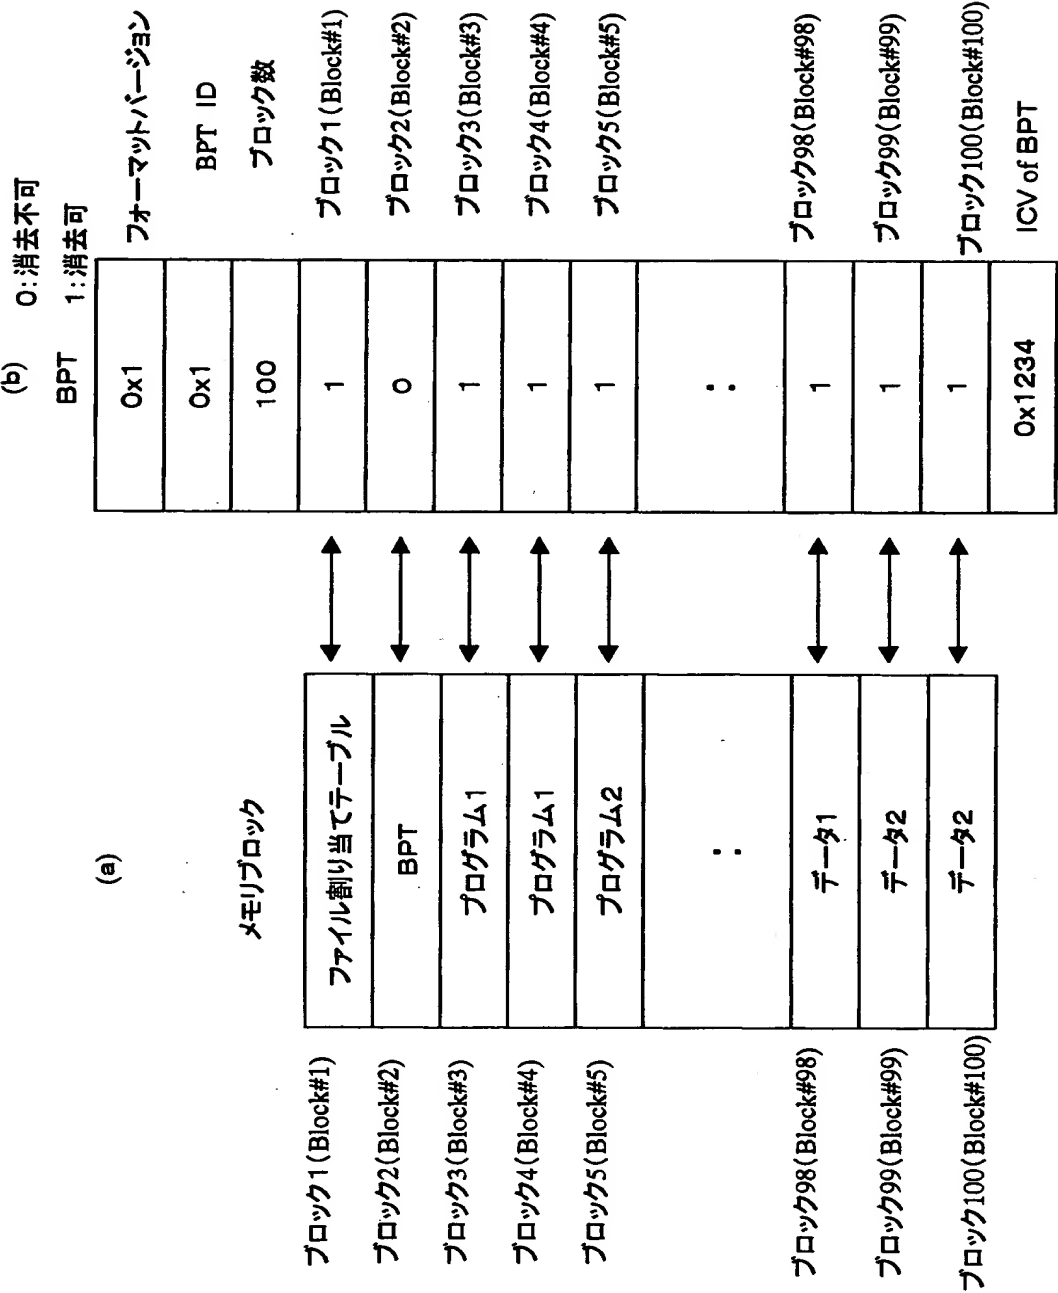 (a)
メモリブロック
ブロック1(Block#1) ファイル割り当てテーブル
ブロック2(Block#2) BPT
ブロック3(Block#3) プログラム1
ブロック4(Block#4) プログラム1
ブロック5(Block#5) プログラム2
:
ブロック98(Block#98) データ1
ブロック99(Block#99) データ2
ブロック100(Block#100) データ2
(b)
0:消去不可
BPT 1:消去可
0x1 フォーマットバージョン
0x1 BPT ID
100 ブロック数
1 ブロック1(Block#1)
0 ブロック2(Block#2)
1 ブロック3(Block#3)
1 ブロック4(Block#4)
1 ブロック5(Block#5)
:
1 ブロック98(Block#98)
1 ブロック99(Block#99)
1 ブロック100(Block#100)
0x1234 ICV of BPT